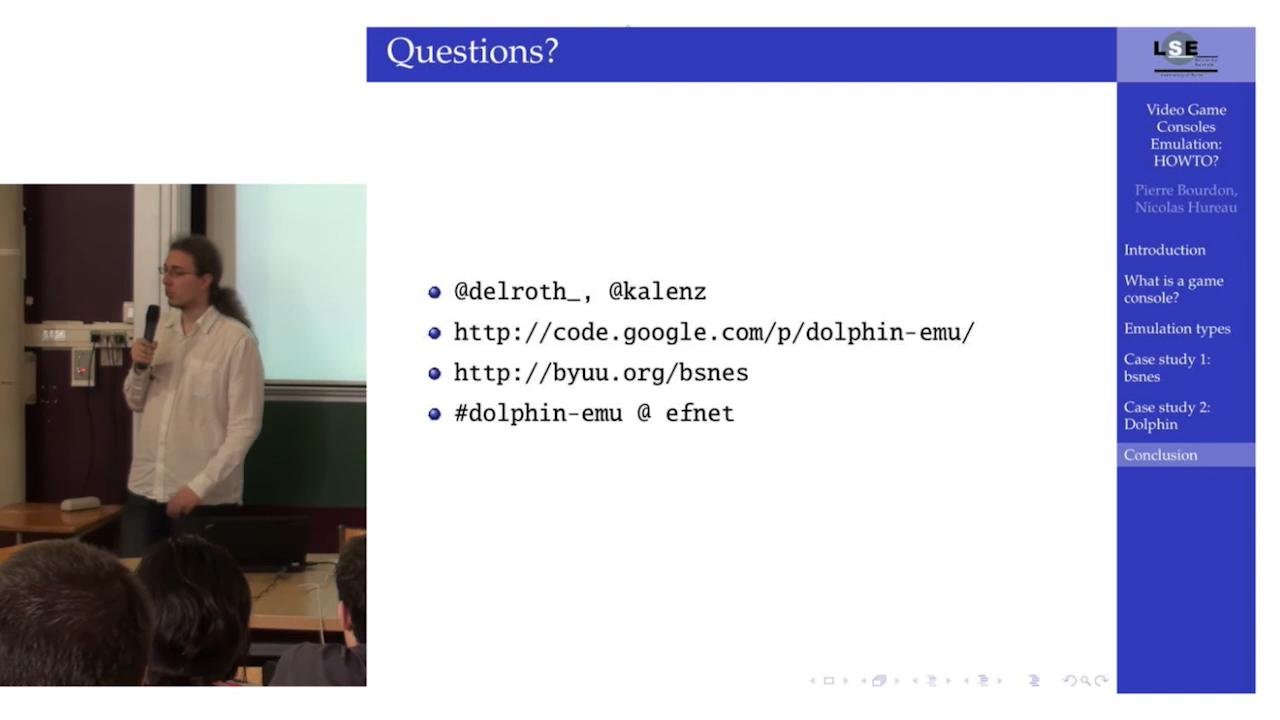 Questions?
@delroth_, @kalenz
http://code.google.com/p/dolphin-emu/
http://byuu.org/bsnes
#dolphin-emu @ efnet
LSE
Video Game
Consoles
Emulation:
HOWTO?
Pierre Bourdon,
Nicolas Hureau
Introduction
What is a game
console?
Emulation types
Case study 1:
bsnes
Case study 2:
Dolphin
Conclusion